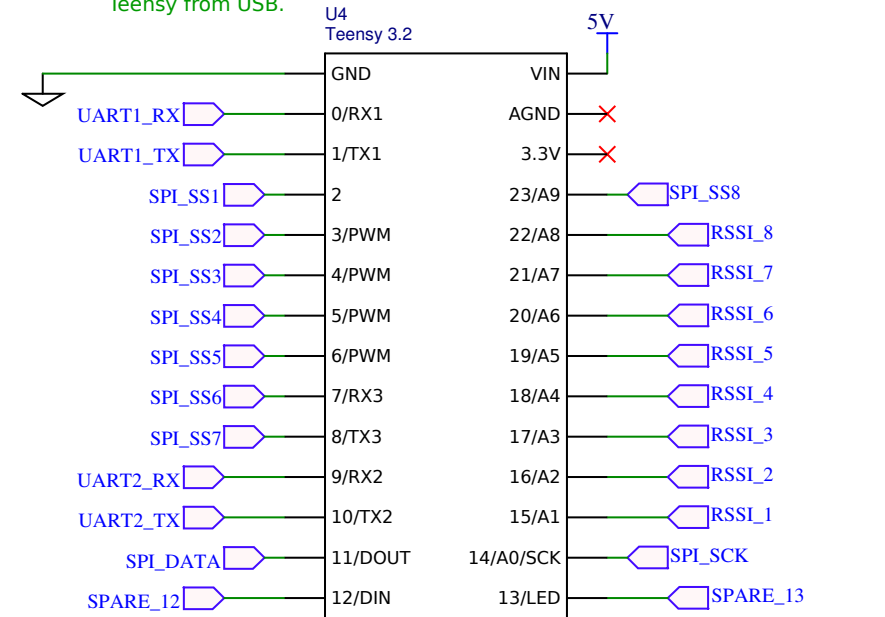 Teensy from USB.
U4
Teensy 3.2
5V
GND VIN
UART1_RX 0/RX1 AGND
UART1_TX 1/TX1 3.3V
SPI_SS1 2 23/A9 SPI_SS8
SPI_SS2 3/PWM 22/A8 RSSI_8
SPI_SS3 4/PWM 21/A7 RSSI_7
SPI_SS4 5/PWM 20/A6 RSSI_6
SPI_SS5 6/PWM 19/A5 RSSI_5
SPI_SS6 7/RX3 18/A4 RSSI_4
SPI_SS7 8/TX3 17/A3 RSSI_3
UART2_RX 9/RX2 16/A2 RSSI_2
UART2_TX 10/TX2 15/A1 RSSI_1
SPI_DATA 11/DOUT 14/A0/SCK SPI_SCK
SPARE_12 12/DIN 13/LED SPARE_13